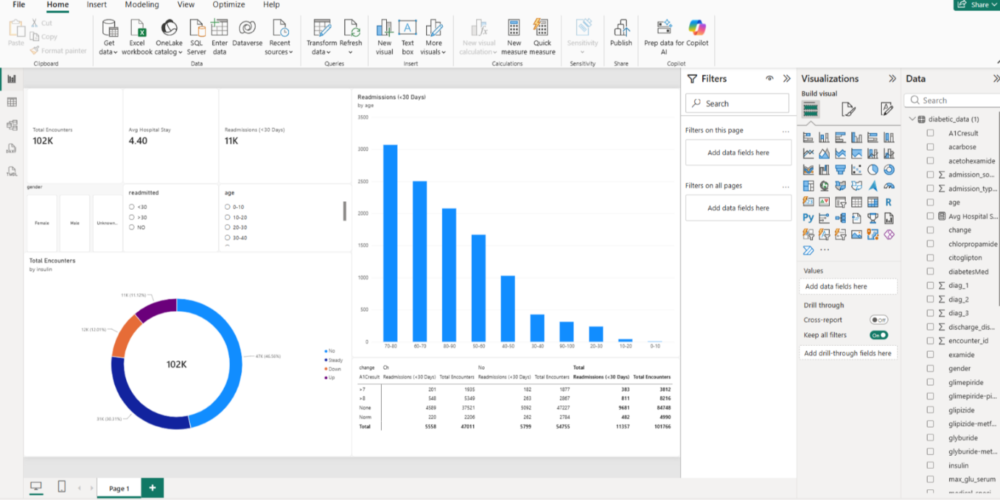 File Home Insert Modeling View Optimize Help
Share
Paste
Cut
Copy
Format painter
Clipboard
Get data
Excel workbook
OneLake catalog
SQL Server
Enter data
Dataverse
Recent sources
Data
Transform data
Refresh
Queries
New visual
Text box
More visuals
Insert
New visual calculation
New measure
Quick measure
Calculations
Sensitivity
Sensitivity
Publish
Share
Prep data for AI
Copilot
Copilot
Total Encounters
102K
Avg Hospital Stay
4.40
Readmissions (<30 Days)
11K
gender
Female
Male
Unknown...
readmitted
<30
>30
NO
age
0-10
10-20
20-30
30-40
Total Encounters
by insulin
11K (11.12%)
12K (12.01%)
31K (30.31%)
47K (46.56%)
102K
No
Steady
Down
Up
Readmissions (<30 Days)
by age
3500
3000
2500
2000
1500
1000
500
0
70-80 60-70 80-90 50-60 40-50 30-40 90-100 20-30 10-20 0-10
change Ch No Total
A1Cresult Readmissions (<30 Days) Total Encounters Readmissions (<30 Days) Total Encounters Readmissions (<30 Days) Total Encounters
>7 201 1935 182 1877 383 3812
>8 548 5349 263 2867 811 8216
None 4589 37521 5092 47227 9681 84748
Norm 220 2206 262 2784 482 4990
Total 5558 47011 5799 54755 11357 101766
Filters
Search
Filters on this page
Add data fields here
Filters on all pages
Add data fields here
Visualizations
Build visual
R
Py
Values
Add data fields here
Drill through
Cross-report
Off
Keep all filters
On
Add drill-through fields here
Data
Search
diabetic_data (1)
A1Cresult
acarbose
acetohexamide
admission_so...
admission_typ...
age
Avg Hospital S...
change
chlorpropamide
citoglipton
diabetesMed
diag_1
diag_2
diag_3
discharge_dis...
encounter_id
examide
gender
glimepiride
glimepiride-pi...
glipizide
glipizide-metf...
glyburide
glyburide-met...
insulin
max_glu_serum
Page 1